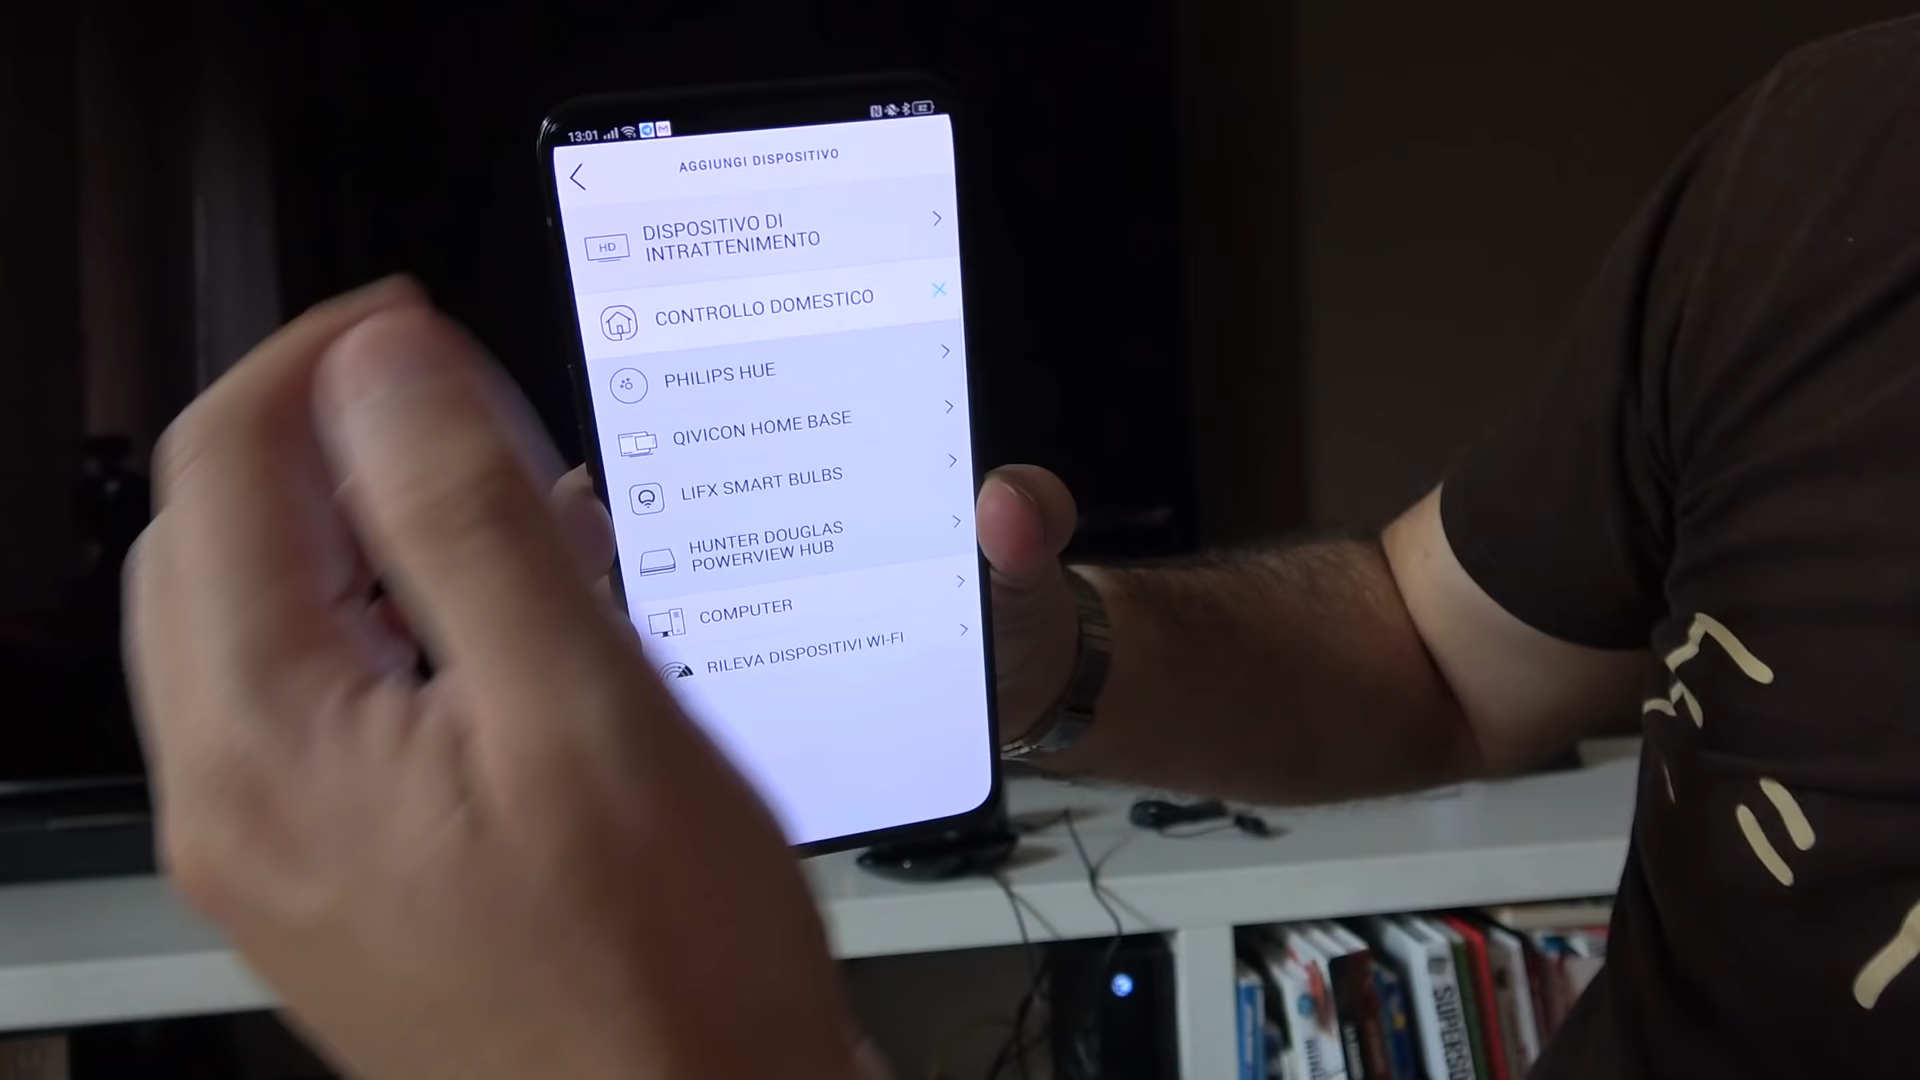 13:01
82
AGGIUNGI DISPOSITIVO
HD
DISPOSITIVO DI
INTRATTENIMENTO
CONTROLLO DOMESTICO
PHILIPS HUE
QIVICON HOME BASE
LIFX SMART BULBS
HUNTER DOUGLAS
POWERVIEW HUB
COMPUTER
RILEVA DISPOSITIVI WI-FI